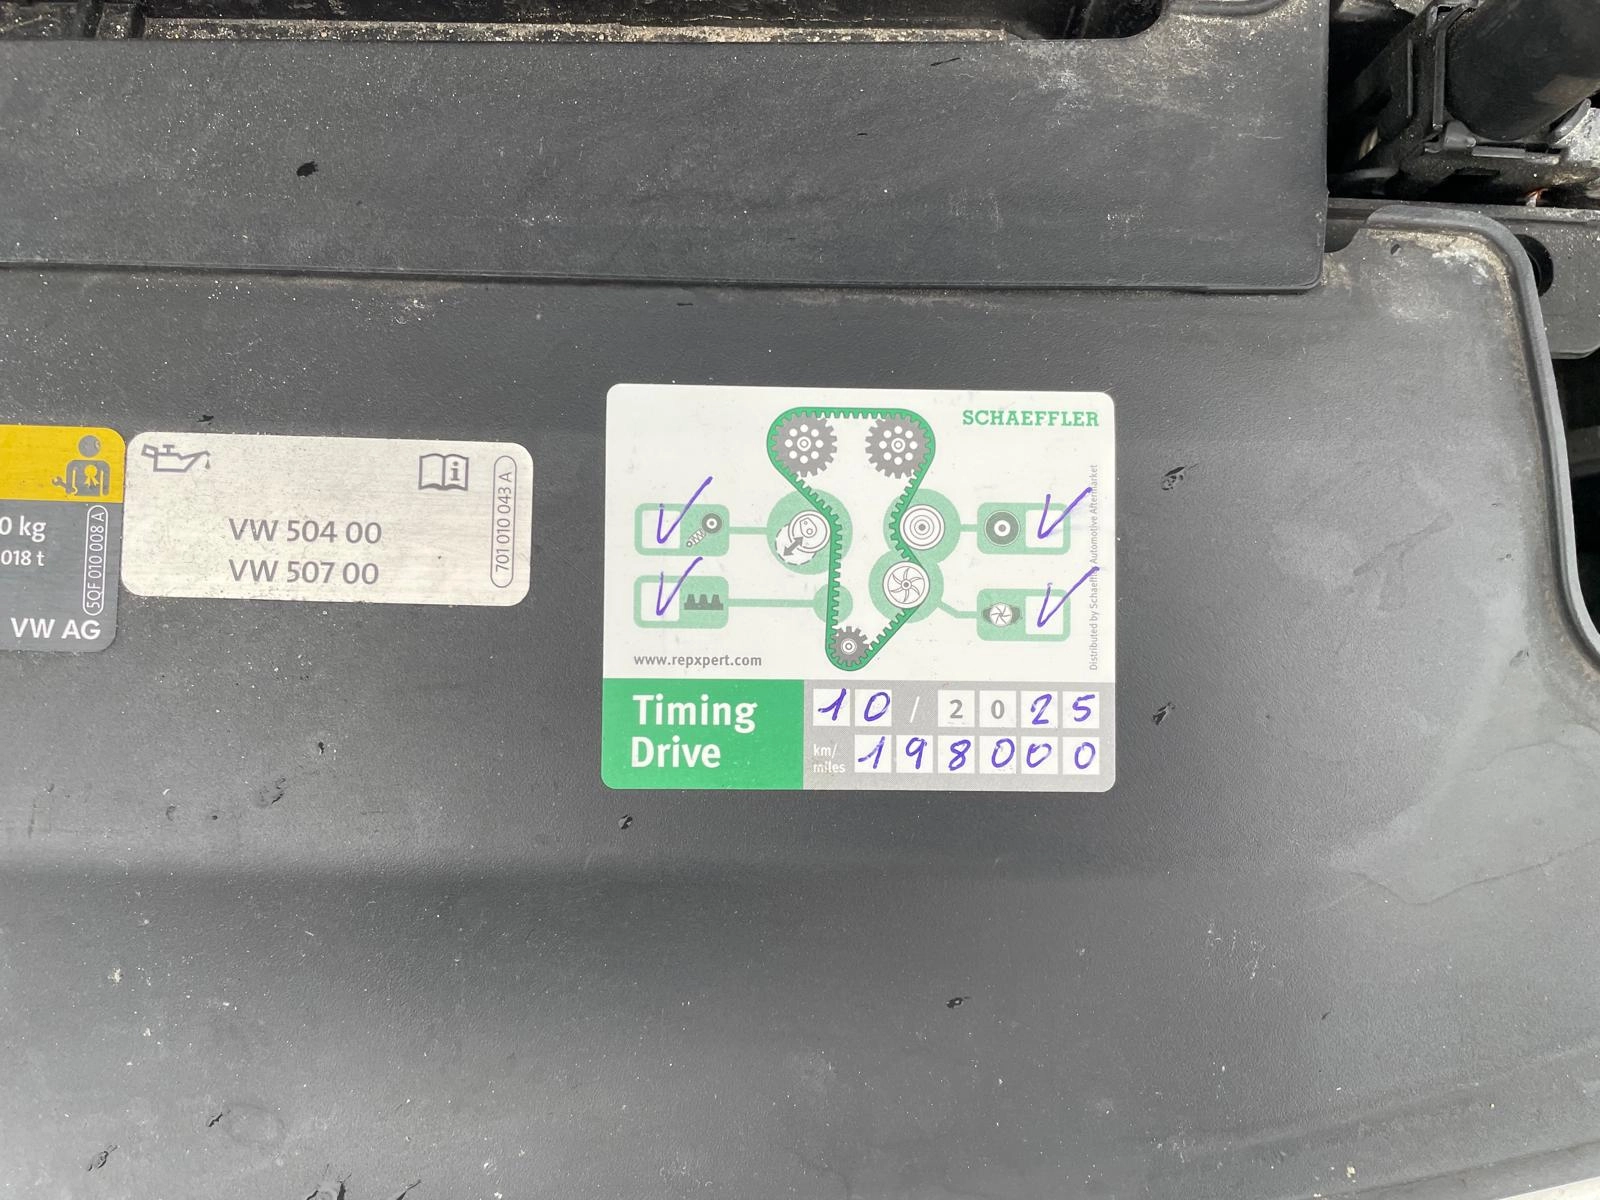 SCHAEFFLER
Distributed by Schaeffler Automotive Aftermarket
www.repxpert.com
Timing
Drive
10 / 2025
km/
miles
198000
VW 504 00
VW 507 00
701 010 043 A
0 kg
018 t
5QF 010 008 A
VW AG